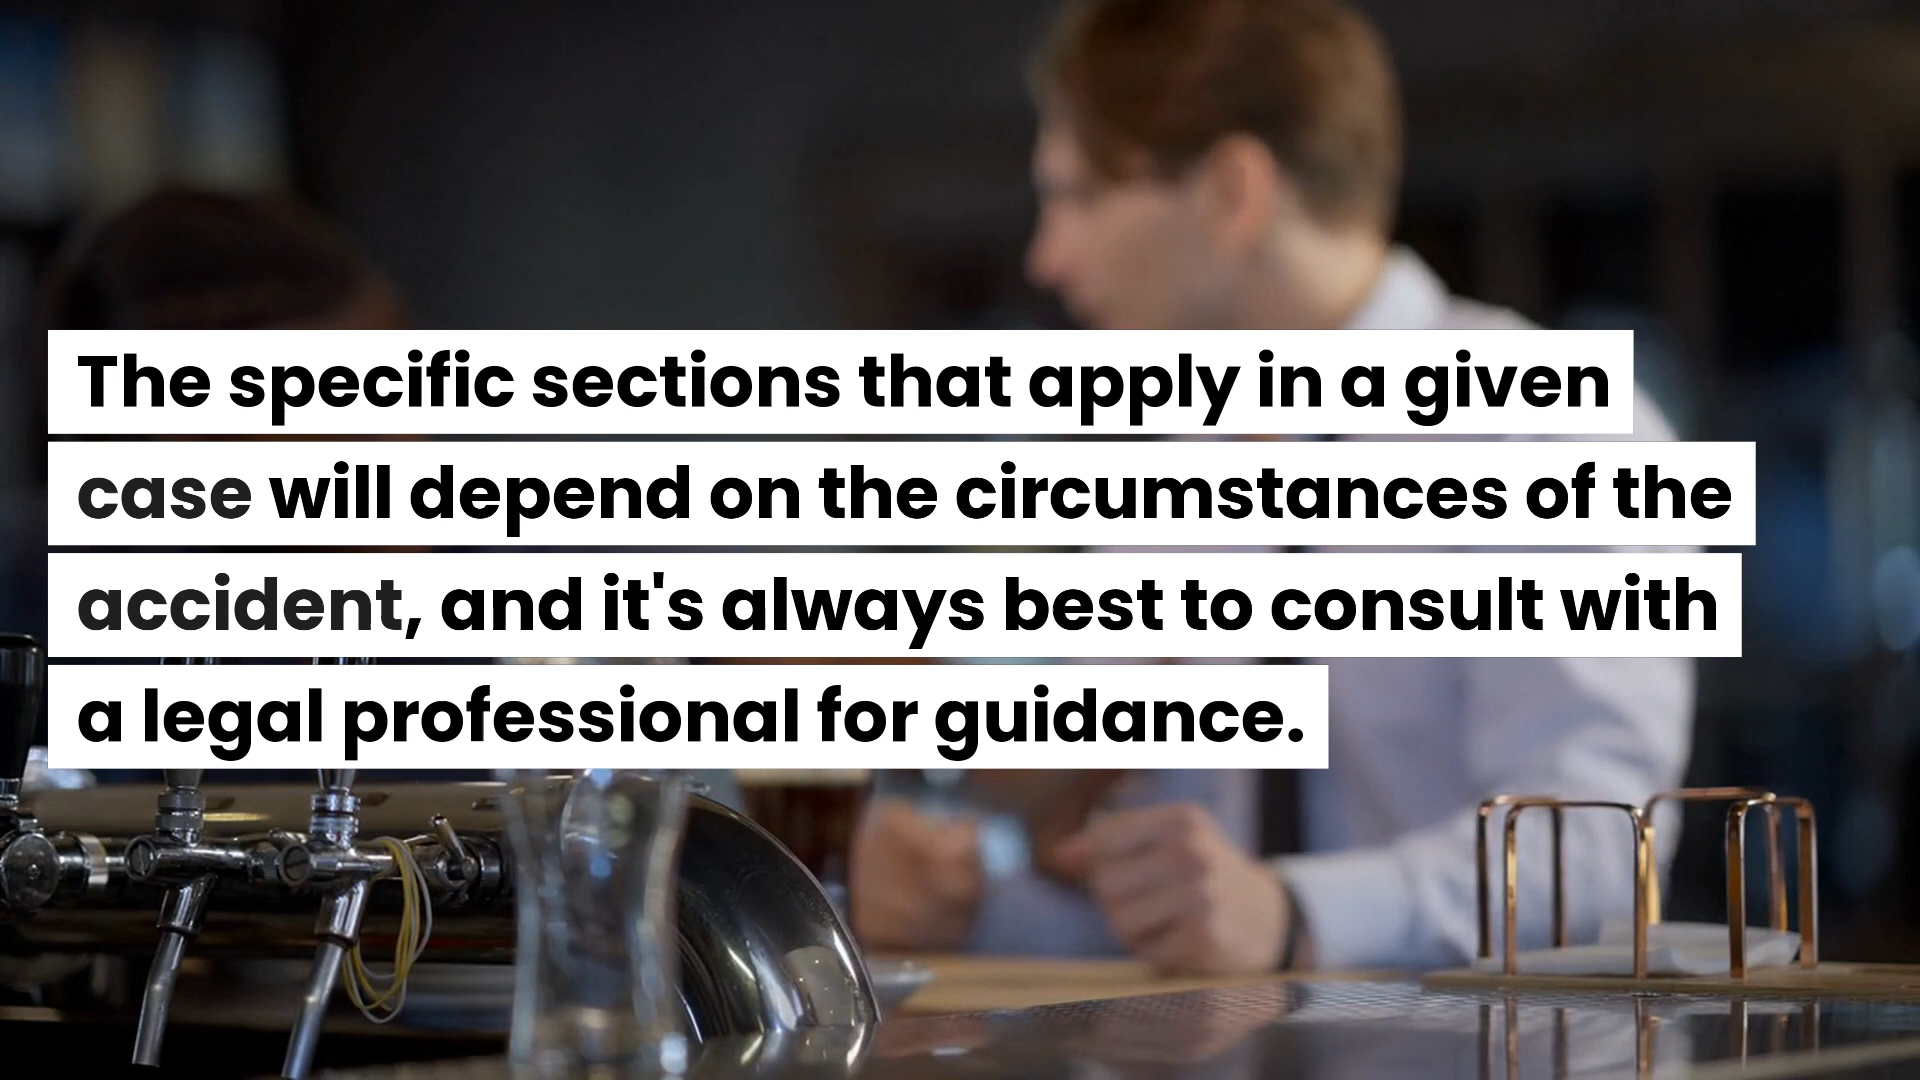 The specific sections that apply in a given
case will depend on the circumstances of the
accident, and it's always best to consult with
a legal professional for guidance.